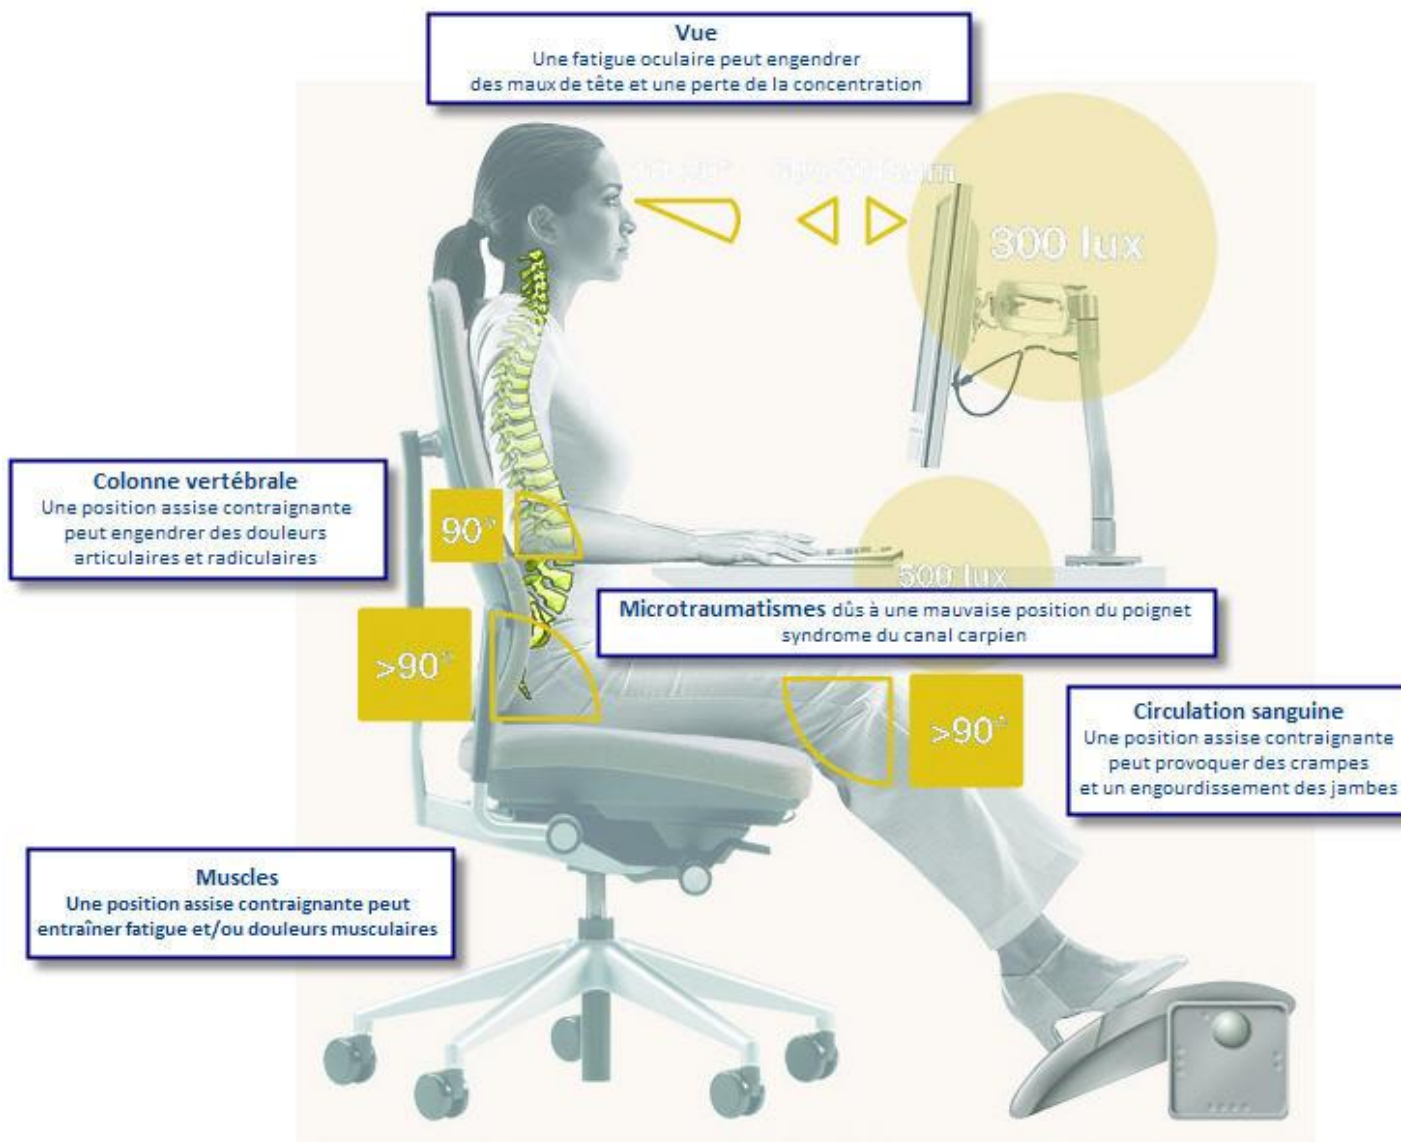 Vue
Une fatigue oculaire peut engendrer
des maux de tête et une perte de la concentration
300 lux
Colonne vertébrale
Une position assise contraignante
peut engendrer des douleurs
articulaires et radiculaires
90°
500 lux
Microtraumatismes dûs à une mauvaise position du poignet
syndrome du canal carpien
>90°
>90°
Circulation sanguine
Une position assise contraignante
peut provoquer des crampes
et un engourdissement des jambes
Muscles
Une position assise contraignante peut
entraîner fatigue et/ou douleurs musculaires